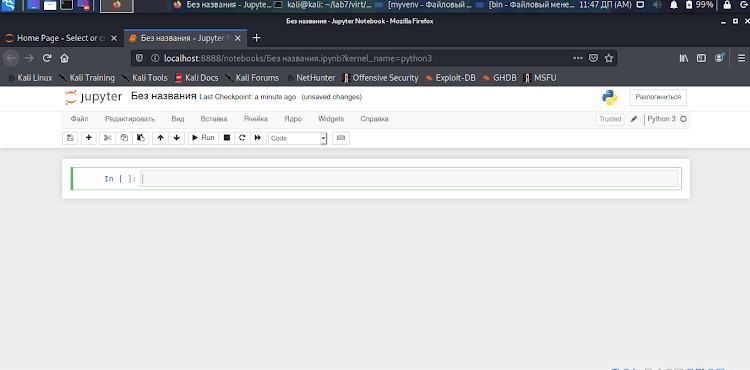 Без названия - Jupyte...
kali@kali: ~/lab7/virt/...
[myvenv - Файловый ...
[bin - Файловый мене...
11:47 ДП (AM)
99%
Без названия - Jupyter Notebook - Mozilla Firefox
Home Page - Select or cr
Без названия - Jupyter N
localhost:8888/notebooks/Без названия.ipynb?kernel_name=python3
Kali Linux Kali Training Kali Tools Kali Docs Kali Forums NetHunter Offensive Security Exploit-DB GHDB MSFU
jupyter Без названия Last Checkpoint: a minute ago (unsaved changes)
Разлогиниться
Файл Редактировать Вид Вставка Ячейка Ядро Widgets Справка
Trusted Python 3
Run Code
In [ ]: